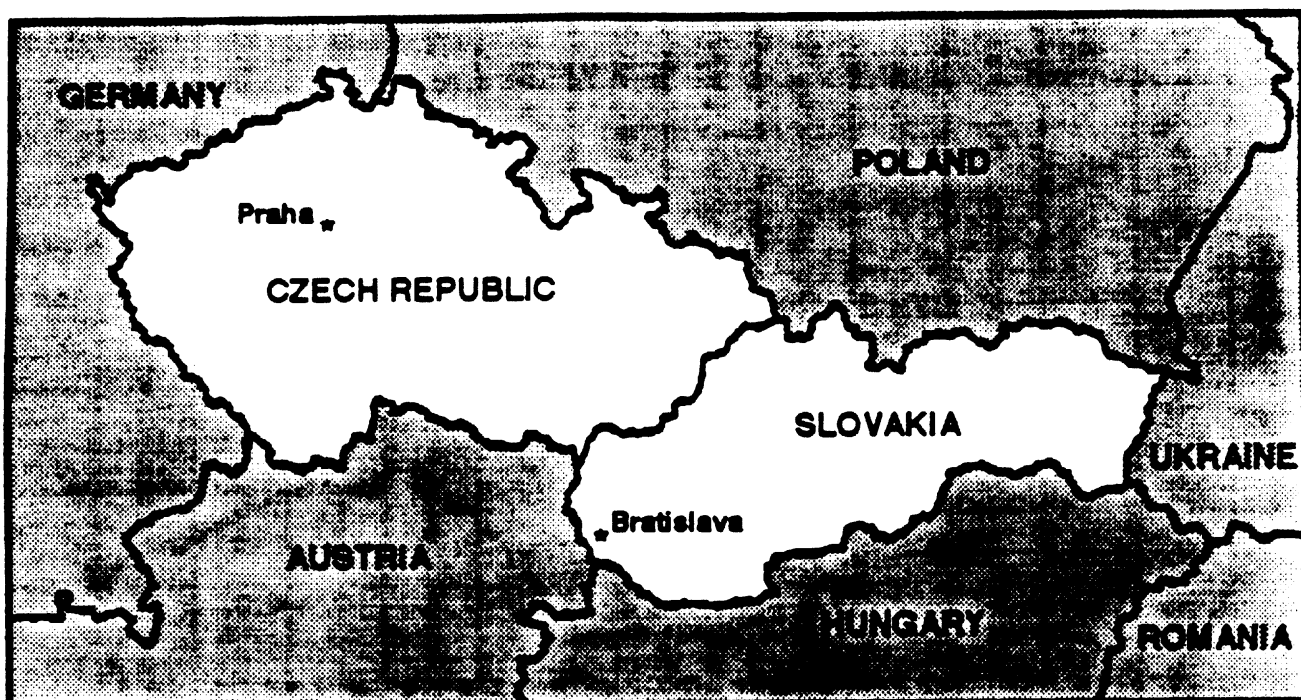 GERMANY
POLAND
Praha
CZECH REPUBLIC
SLOVAKIA
UKRAINE
Bratislava
AUSTRIA
HUNGARY
ROMANIA